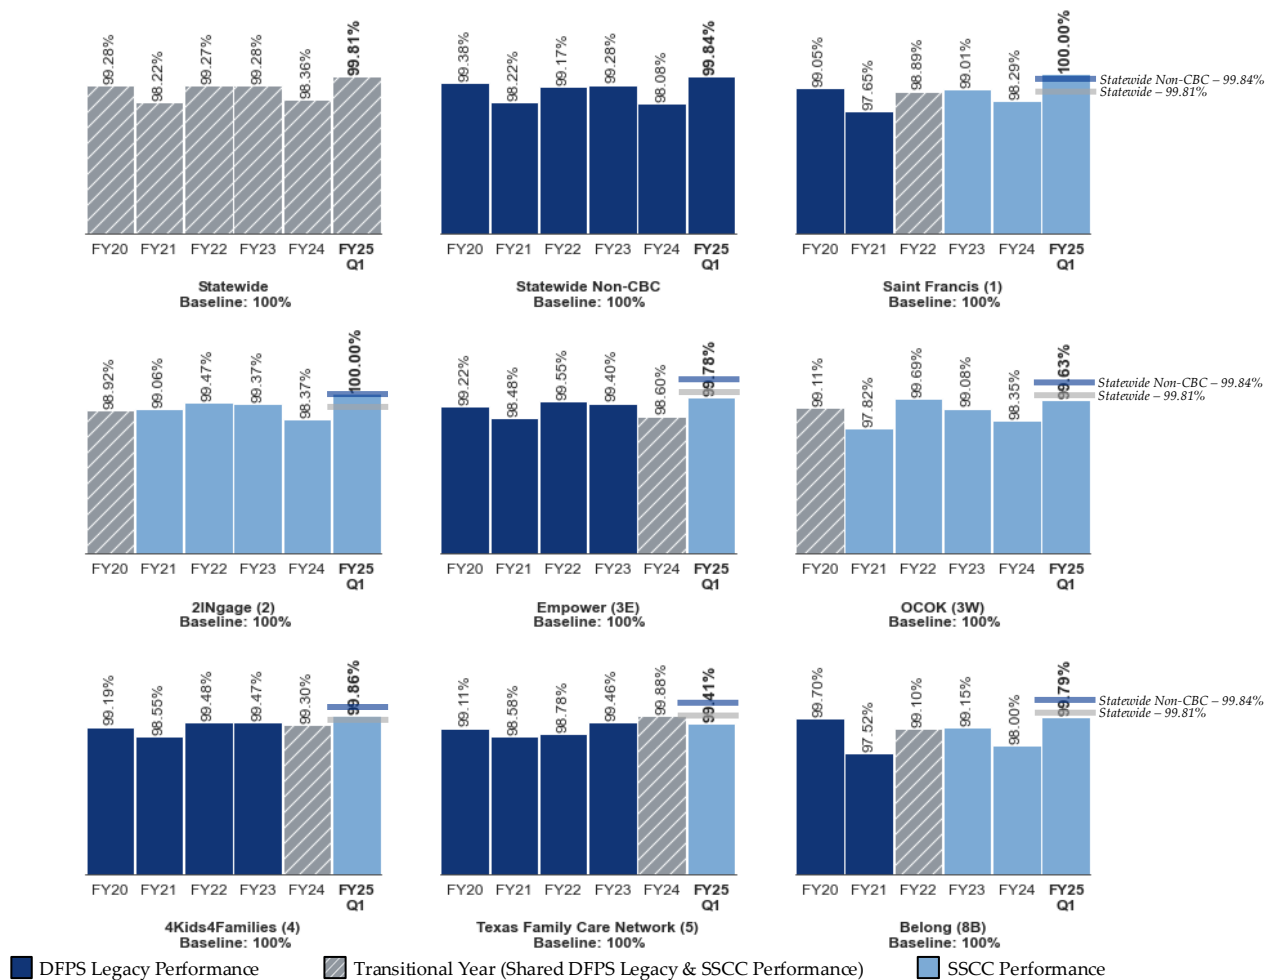 99.28%
98.22%
99.27%
99.28%
98.36%
99.81%
FY20
FY21
FY22
FY23
FY24
FY25
Q1
Statewide
Baseline: 100%
99.38%
98.22%
99.17%
99.28%
98.08%
99.84%
FY20
FY21
FY22
FY23
FY24
FY25
Q1
Statewide Non-CBC
Baseline: 100%
99.05%
97.65%
98.89%
99.01%
98.29%
100.00%
Statewide Non-CBC – 99.84%
Statewide – 99.81%
FY20
FY21
FY22
FY23
FY24
FY25
Q1
Saint Francis (1)
Baseline: 100%
98.92%
99.06%
99.47%
99.37%
98.37%
100.00%
FY20
FY21
FY22
FY23
FY24
FY25
Q1
2INgage (2)
Baseline: 100%
99.22%
98.48%
99.55%
99.40%
98.60%
99.78%
FY20
FY21
FY22
FY23
FY24
FY25
Q1
Empower (3E)
Baseline: 100%
99.11%
97.82%
99.69%
99.08%
98.35%
99.63%
Statewide Non-CBC – 99.84%
Statewide – 99.81%
FY20
FY21
FY22
FY23
FY24
FY25
Q1
OCOK (3W)
Baseline: 100%
99.19%
98.55%
99.48%
99.47%
99.30%
99.86%
FY20
FY21
FY22
FY23
FY24
FY25
Q1
4Kids4Families (4)
Baseline: 100%
99.11%
98.58%
98.78%
99.46%
99.88%
99.41%
FY20
FY21
FY22
FY23
FY24
FY25
Q1
Texas Family Care Network (5)
Baseline: 100%
99.70%
97.52%
99.10%
99.15%
98.00%
99.79%
Statewide Non-CBC – 99.84%
Statewide – 99.81%
FY20
FY21
FY22
FY23
FY24
FY25
Q1
Belong (8B)
Baseline: 100%
DFPS Legacy Performance
Transitional Year (Shared DFPS Legacy & SSCC Performance)
SSCC Performance